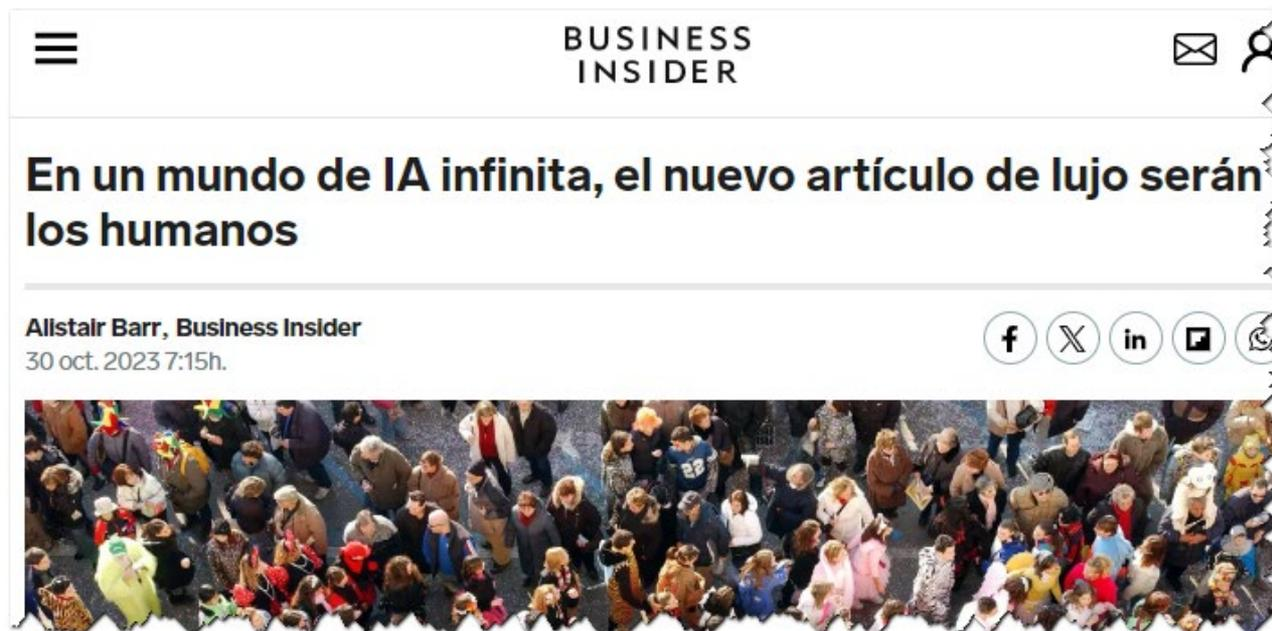 BUSINESS
INSIDER
En un mundo de IA infinita, el nuevo artículo de lujo serán
los humanos
Alistair Barr, Business Insider
30 oct. 2023 7:15h.
22